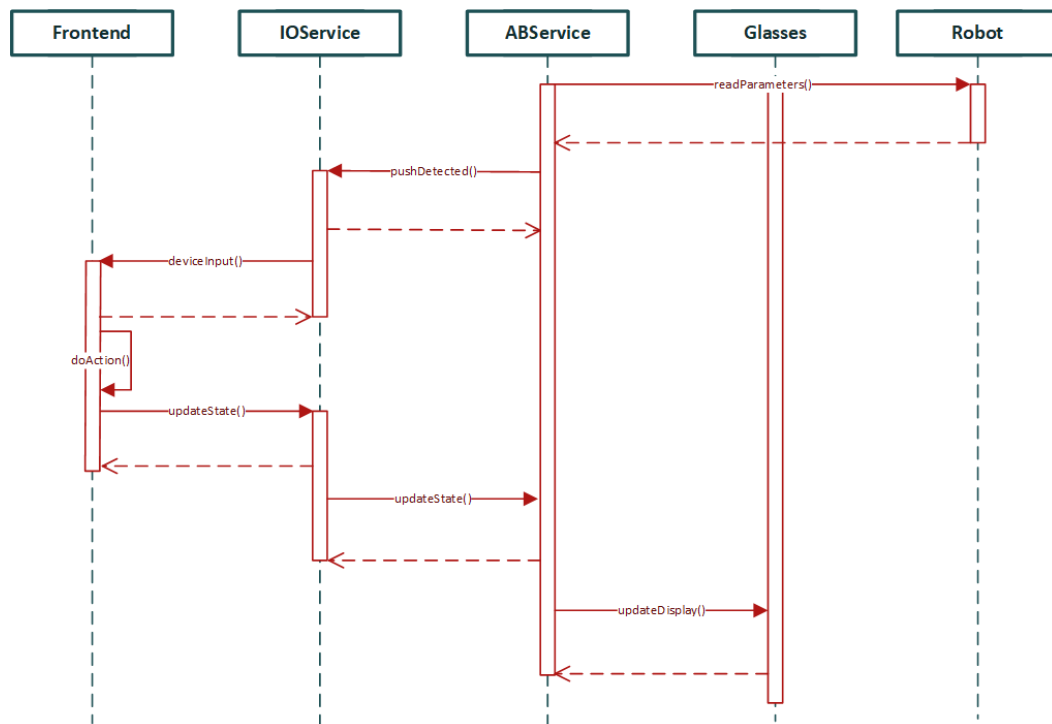 Frontend
IOService
ABService
Glasses
Robot
readParameters()
pushDetected()
deviceInput()
doAction()
updateState()
updateState()
updateDisplay()